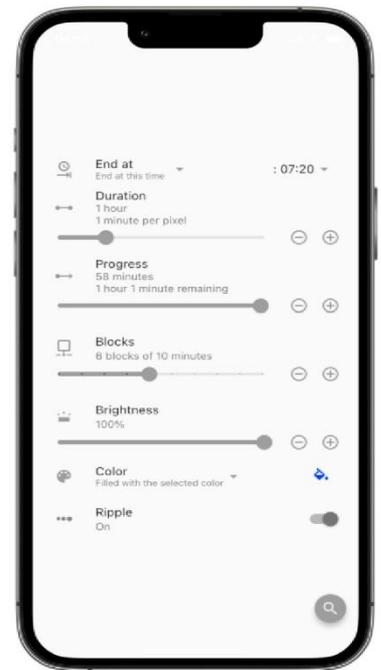 End at
End at this time
: 07:20
Duration
1 hour
1 minute per pixel
Progress
58 minutes
1 hour 1 minute remaining
Blocks
6 blocks of 10 minutes
Brightness
100%
Color
Filled with the selected color
Ripple
On